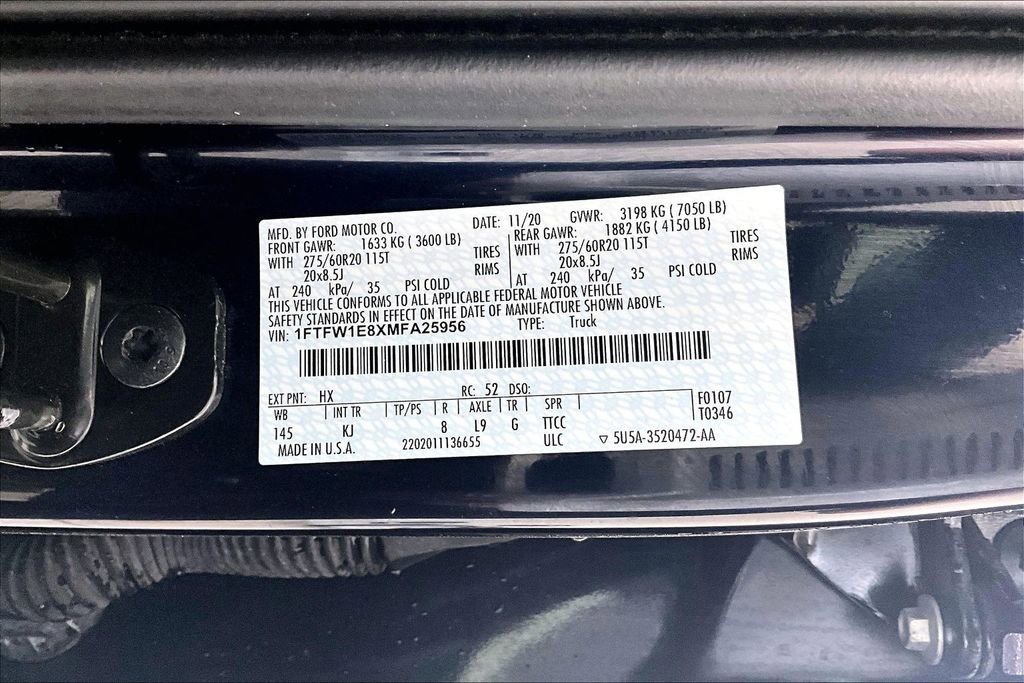 MFD. BY FORD MOTOR CO. DATE: 11/20 GVWR: 3198 KG ( 7050 LB)
FRONT GAWR: 1633 KG ( 3600 LB) REAR GAWR: 1882 KG ( 4150 LB)
WITH 275/60R20 115T TIRES WITH 275/60R20 115T TIRES
20x8.5J RIMS 20x8.5J RIMS
AT 240 kPa/ 35 PSI COLD AT 240 kPa/ 35 PSI COLD
THIS VEHICLE CONFORMS TO ALL APPLICABLE FEDERAL MOTOR VEHICLE
SAFETY STANDARDS IN EFFECT ON THE DATE OF MANUFACTURE SHOWN ABOVE.
VIN: 1FTFW1E8XMFA25956 TYPE: Truck
EXT PNT: HX RC: 52 DSO: F0107
WB INT TR TP/PS R AXLE TR SPR T0346
145 KJ 8 L9 G TTCC
MADE IN U.S.A. 2202011136655 ULC ▽ 5U5A-3520472-AA